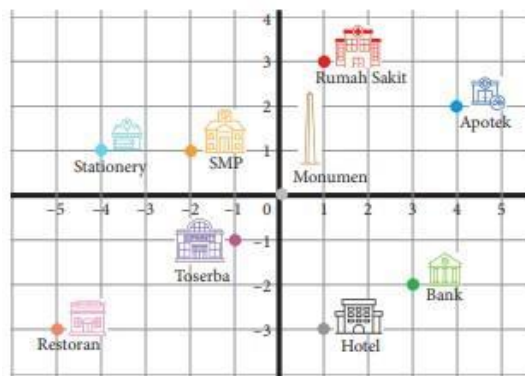 4
3
Rumah Sakit
2
Apotek
1
Stationery
SMP
Monumen
−5 −4 −3 −2 −1 0 1 2 3 4 5
−1
Toserba
−2
Bank
−3
Restoran
Hotel